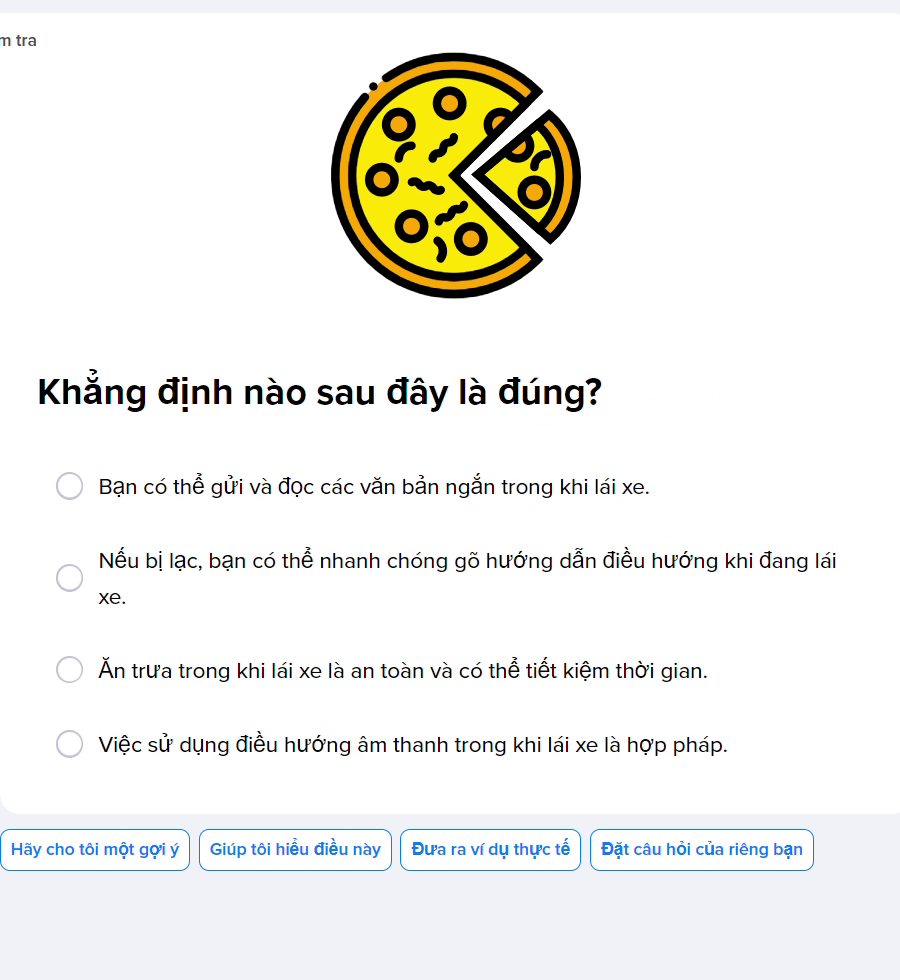 m tra
Khẳng định nào sau đây là đúng?
Bạn có thể gửi và đọc các văn bản ngắn trong khi lái xe.
Nếu bị lạc, bạn có thể nhanh chóng gõ hướng dẫn điều hướng khi đang lái
xe.
Ăn trưa trong khi lái xe là an toàn và có thể tiết kiệm thời gian.
Việc sử dụng điều hướng âm thanh trong khi lái xe là hợp pháp.
Hãy cho tôi một gợi ý
Giúp tôi hiểu điều này
Đưa ra ví dụ thực tế
Đặt câu hỏi của riêng bạn